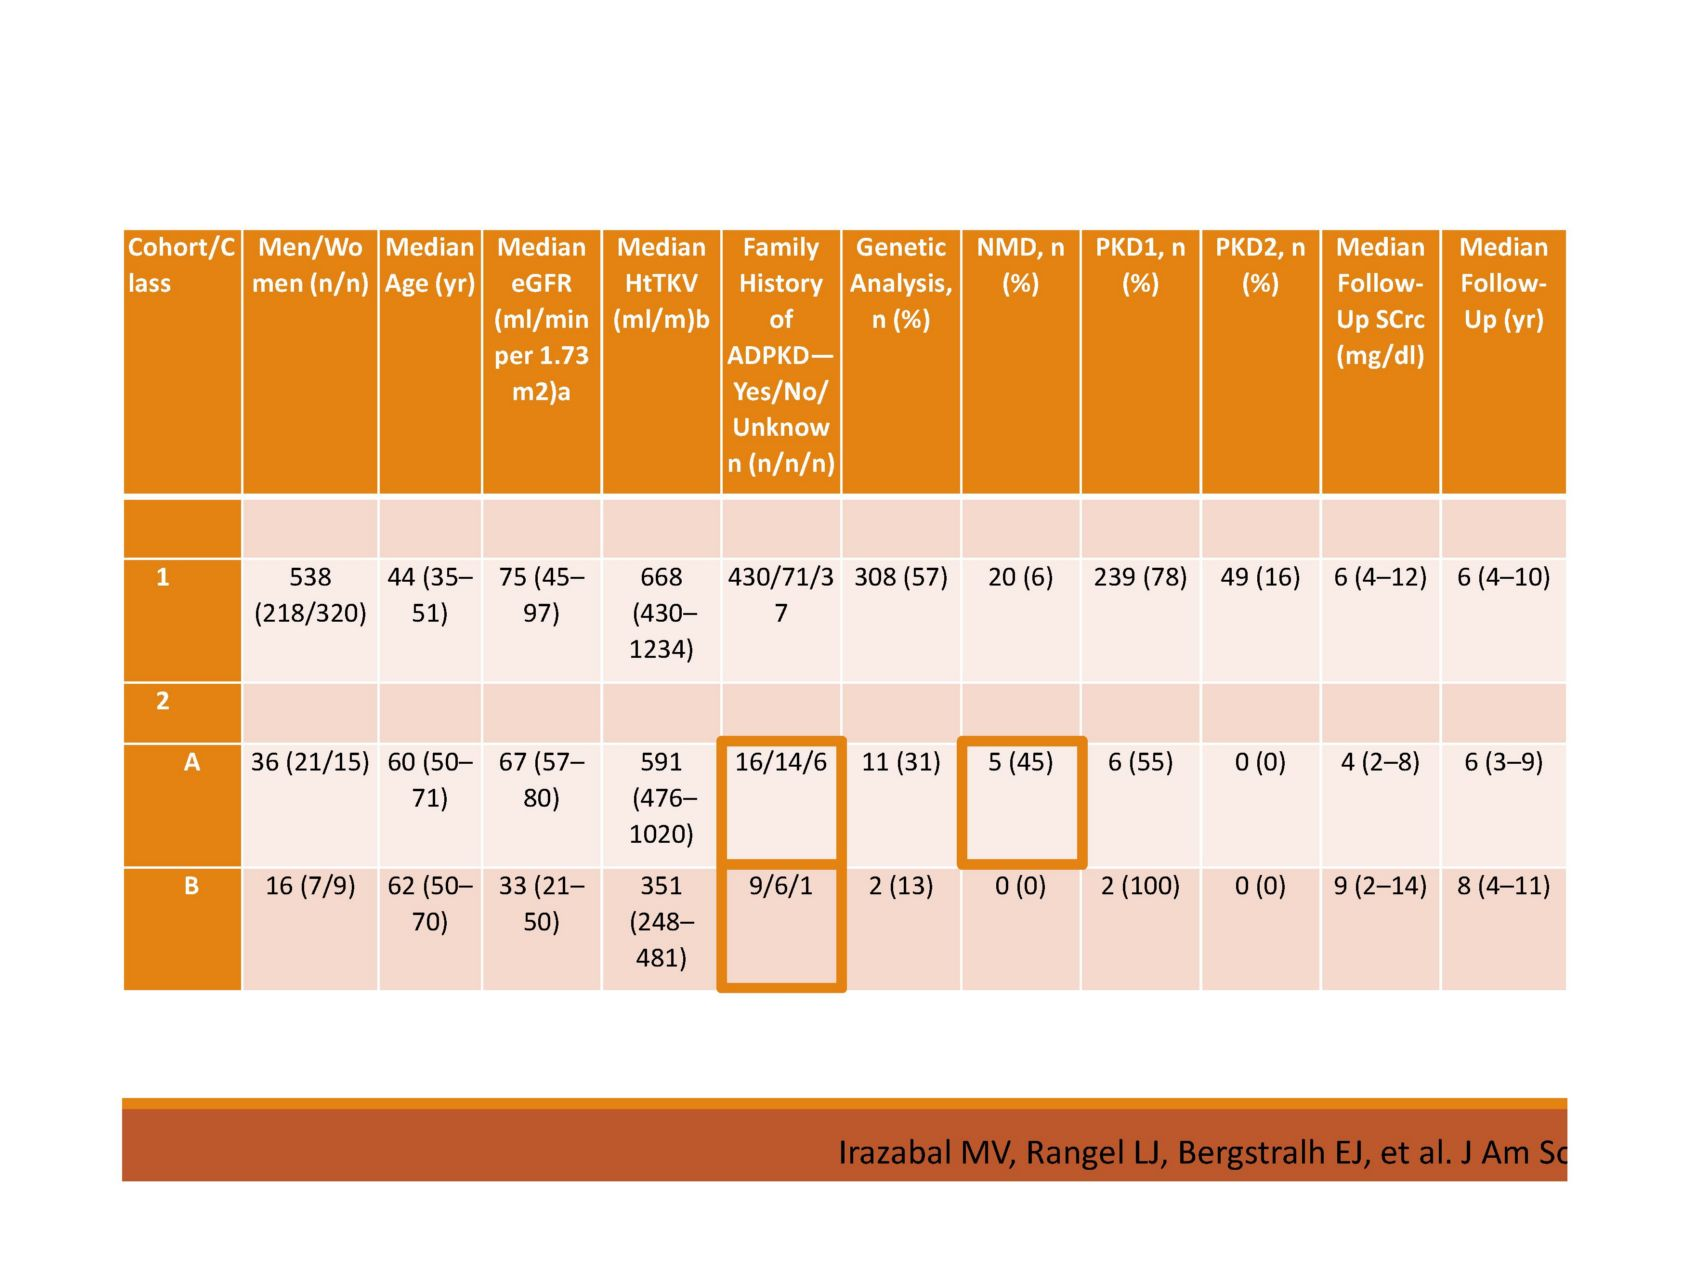 Cohort/C
lass
Men/Wo
men (n/n)
Median
Age (yr)
Median
eGFR
(ml/min
per 1.73
m2)a
Median
HtTKV
(ml/m)b
Family
History
of
ADPKD—
Yes/No/
Unknow
n (n/n/n)
Genetic
Analysis,
n (%)
NMD, n
(%)
PKD1, n
(%)
PKD2, n
(%)
Median
Follow-
Up SCrc
(mg/dl)
Median
Follow-
Up (yr)
1
538
(218/320)
44 (35–
51)
75 (45–
97)
668
(430–
1234)
430/71/3
7
308 (57)
20 (6)
239 (78)
49 (16)
6 (4–12)
6 (4–10)
2
A
36 (21/15)
60 (50–
71)
67 (57–
80)
591
(476–
1020)
16/14/6
11 (31)
5 (45)
6 (55)
0 (0)
4 (2–8)
6 (3–9)
B
16 (7/9)
62 (50–
70)
33 (21–
50)
351
(248–
481)
9/6/1
2 (13)
0 (0)
2 (100)
0 (0)
9 (2–14)
8 (4–11)
Irazabal MV, Rangel LJ, Bergstralh EJ, et al. J Am